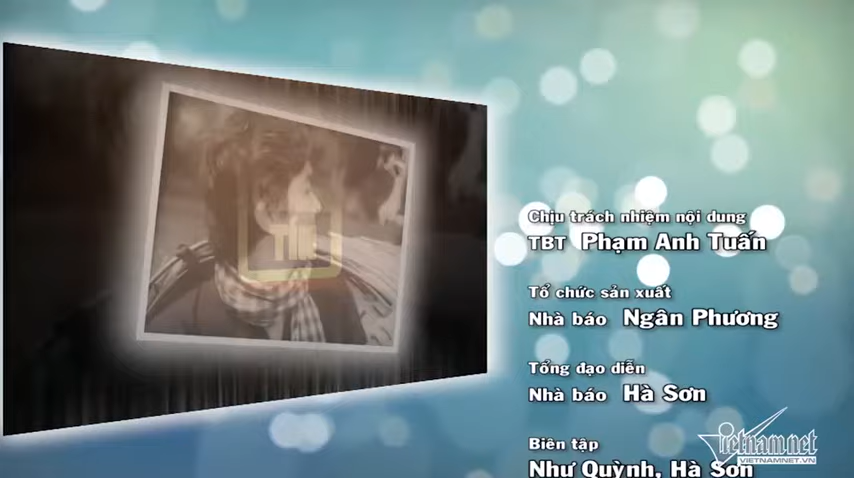 Chịu trách nhiệm nội dung
TBT Phạm Anh Tuấn
Tổ chức sản xuất
Nhà báo Ngân Phương
Tổng đạo diễn
Nhà báo Hà Sơn
Biên tập
Như Quỳnh, Hà Sơn
vietnamnet
VIETNAMNET.VN